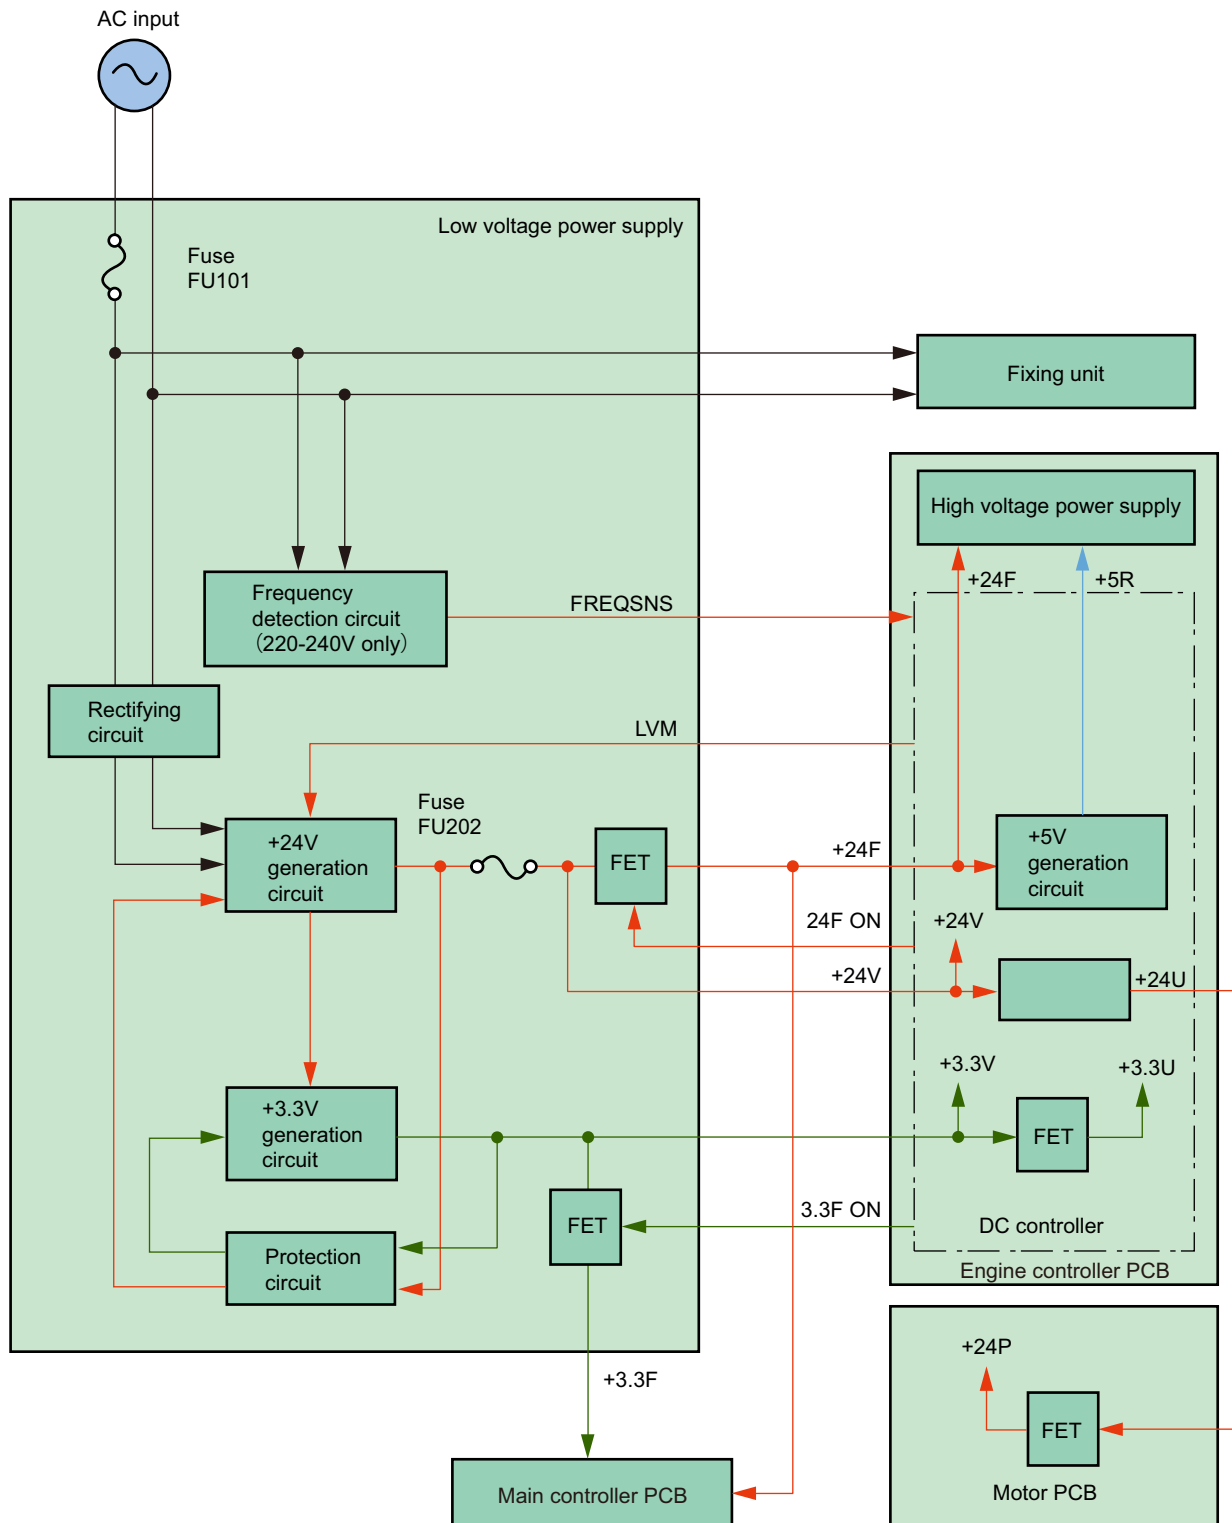 AC input
Low voltage power supply
Fuse
FU101
Fixing unit
High voltage power supply
+24F
+5R
Frequency
detection circuit
（220-240V only）
FREQSNS
Rectifying
circuit
LVM
Fuse
FU202
+24V
generation
circuit
FET
+24F
+5V
generation
circuit
24F ON
+24V
+24V
+24U
+3.3V
+3.3U
+3.3V
generation
circuit
FET
FET
3.3F ON
DC controller
Protection
circuit
Engine controller PCB
+24P
+3.3F
FET
Main controller PCB
Motor PCB